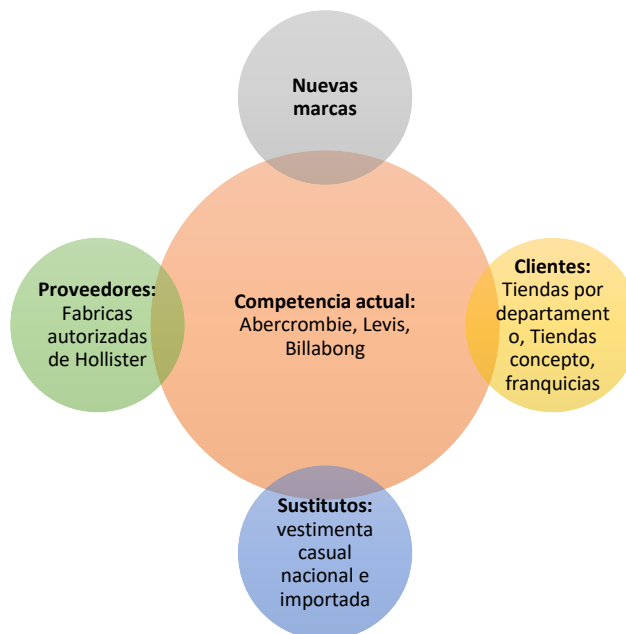 Nuevas
marcas
Proveedores:
Fabricas
autorizadas
de Hollister
Competencia actual:
Abercrombie, Levis,
Billabong
Clientes:
Tiendas por
departament
o, Tiendas
concepto,
franquicias
Sustitutos:
vestimenta
casual
nacional e
importada